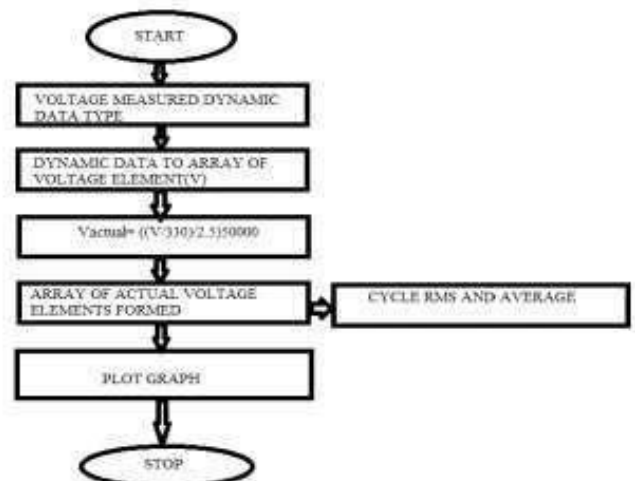 START
VOLTAGE MEASURED DYNAMIC
DATA TYPE
DYNAMIC DATA TO ARRAY OF
VOLTAGE ELEMENT(V)
Vactual= ((V/330)/2.5)50000
ARRAY OF ACTUAL VOLTAGE
ELEMENTS FORMED
CYCLE RMS AND AVERAGE
PLOT GRAPH
STOP